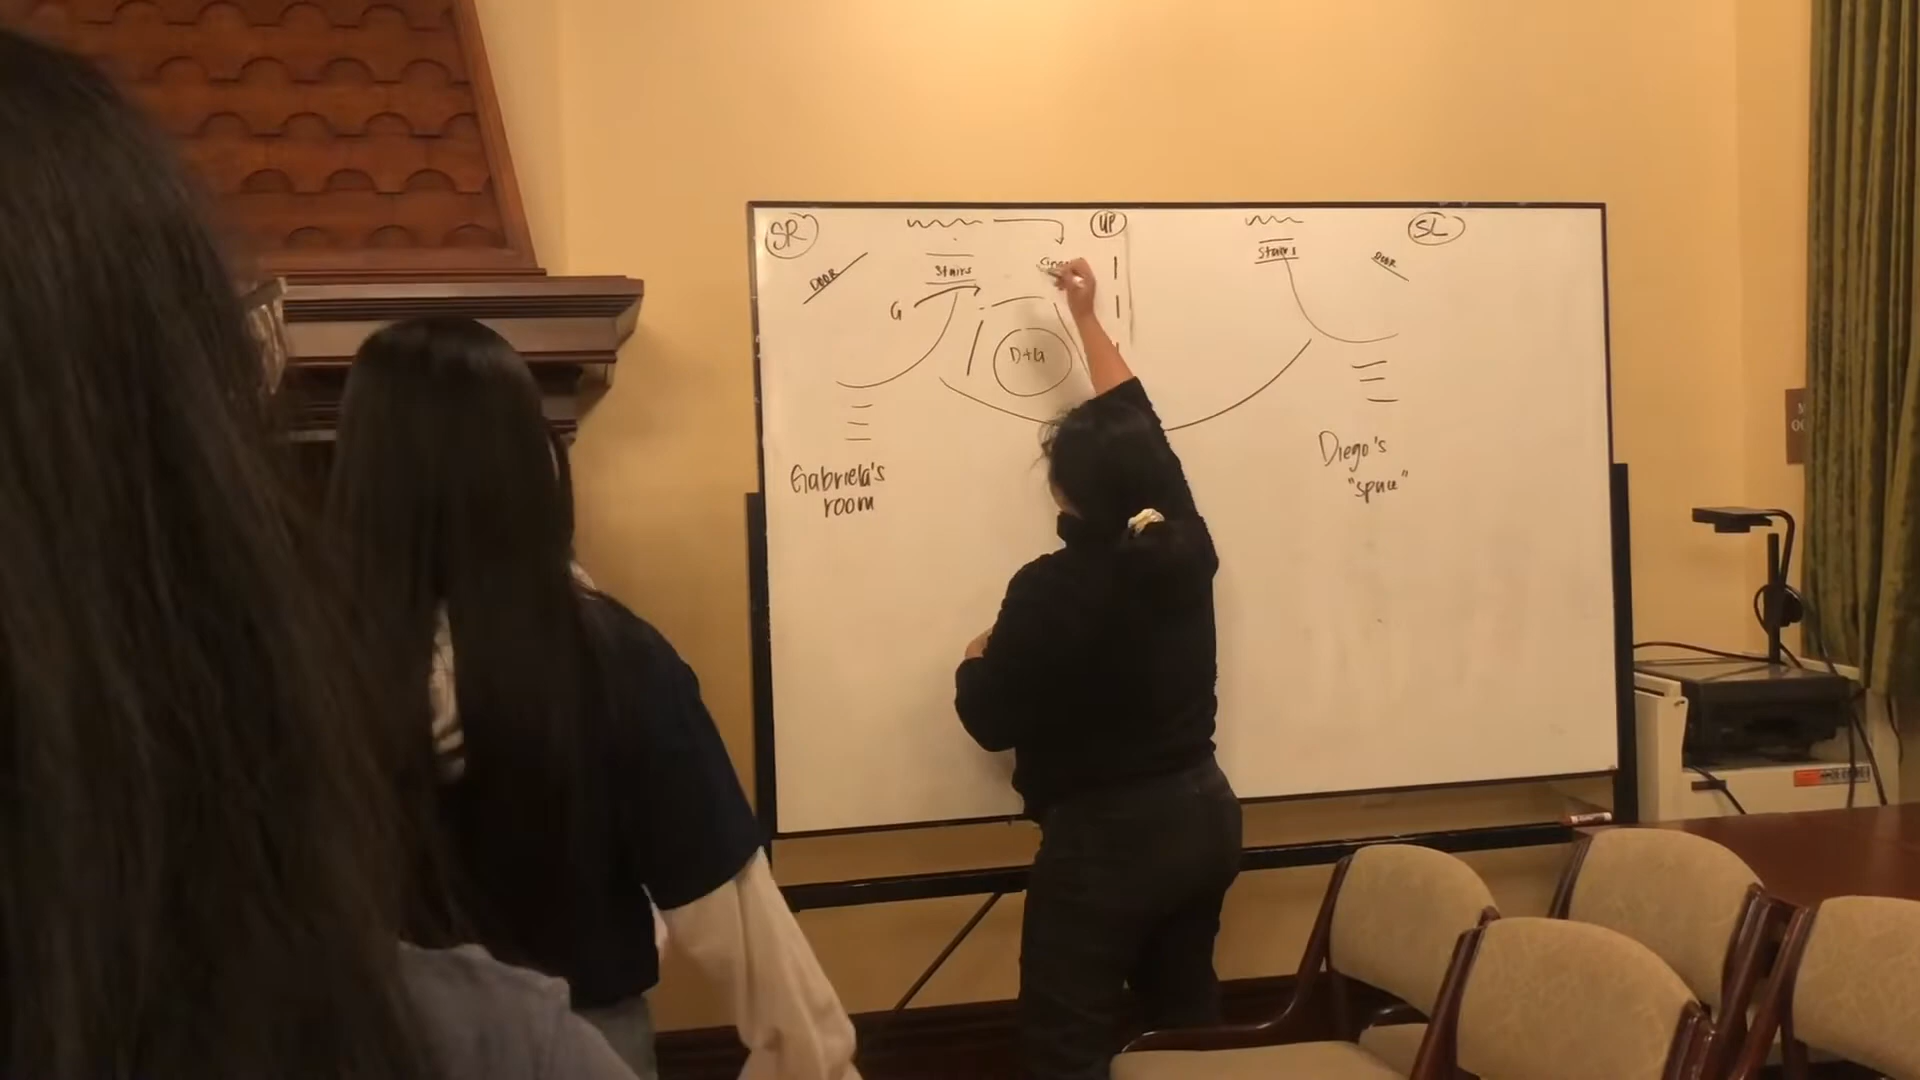 SR
UP
SL
DOOR
Stairs
Stairs
DOOR
G
D+G
Gabriela's
room
Diego's
"space"